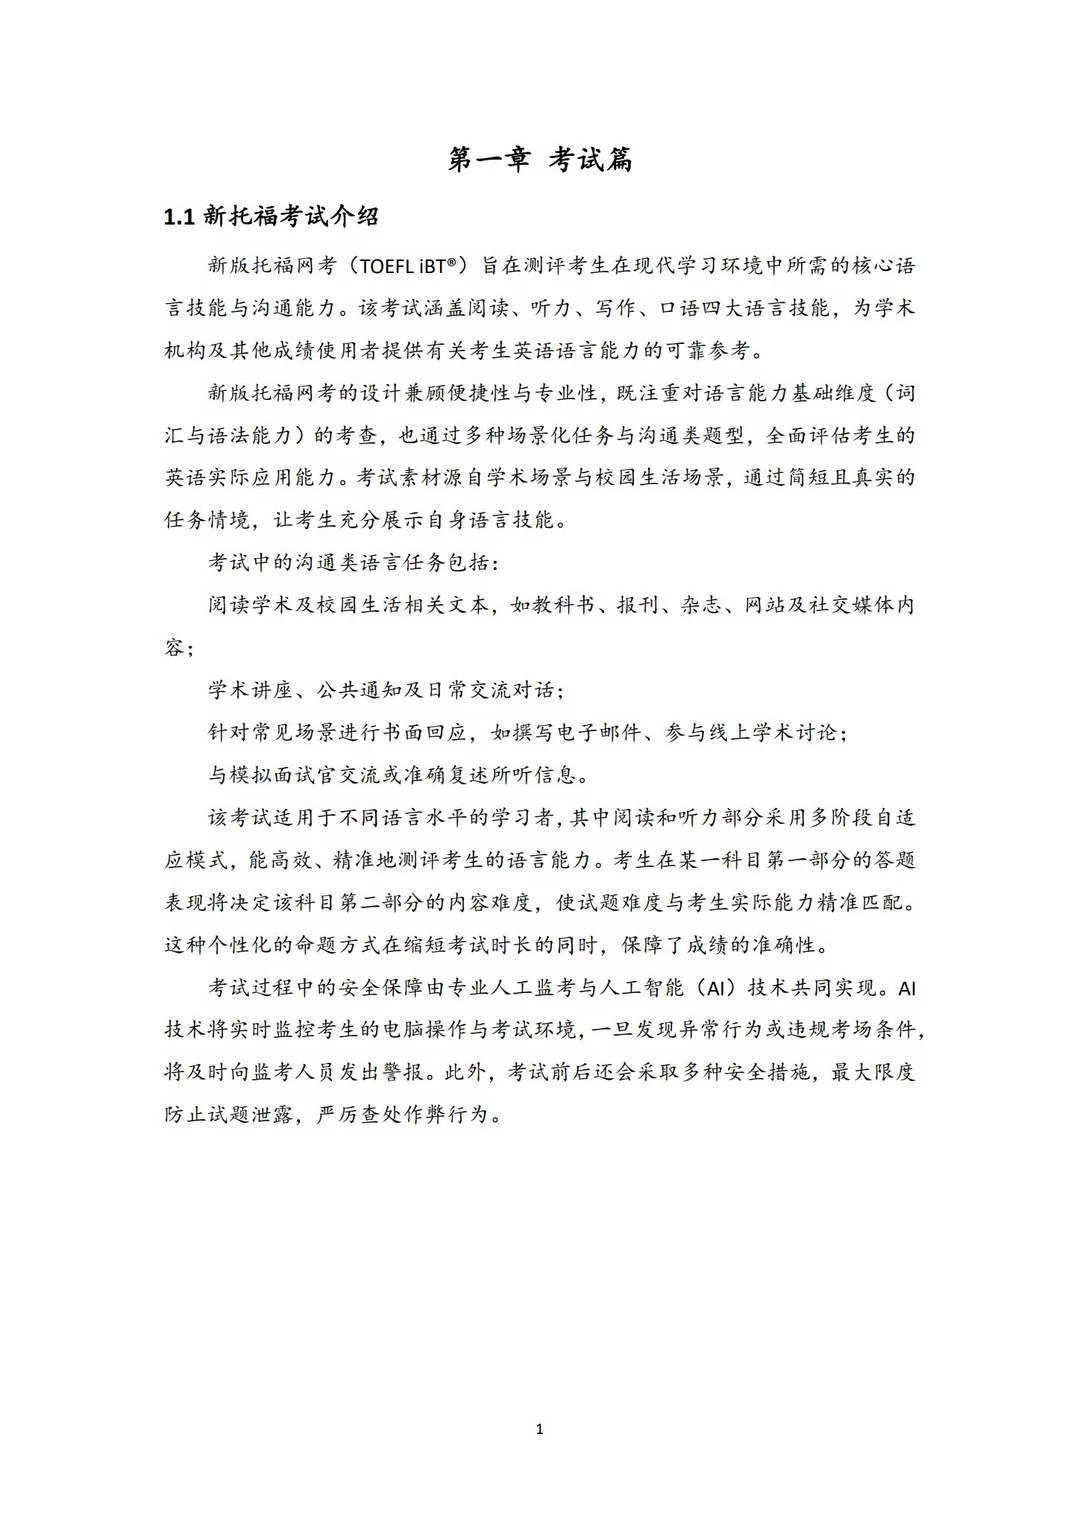 第一章 考试篇
1.1 新托福考试介绍
新版托福网考（TOEFL iBT®）旨在测评考生在现代学习环境中所需的核心语
言技能与沟通能力。该考试涵盖阅读、听力、写作、口语四大语言技能，为学术
机构及其他成绩使用者提供有关考生英语语言能力的可靠参考。
新版托福网考的设计兼顾便捷性与专业性，既注重对语言能力基础维度（词
汇与语法能力）的考查，也通过多种场景化任务与沟通类题型，全面评估考生的
英语实际应用能力。考试素材源自学术场景与校园生活场景，通过简短且真实的
任务情境，让考生充分展示自身语言技能。
考试中的沟通类语言任务包括：
阅读学术及校园生活相关文本，如教科书、报刊、杂志、网站及社交媒体内
容；
学术讲座、公共通知及日常交流对话；
针对常见场景进行书面回应，如撰写电子邮件、参与线上学术讨论；
与模拟面试官交流或准确复述所听信息。
该考试适用于不同语言水平的学习者，其中阅读和听力部分采用多阶段自适
应模式，能高效、精准地测评考生的语言能力。考生在某一科目第一部分的答题
表现将决定该科目第二部分的内容难度，使试题难度与考生实际能力精准匹配。
这种个性化的命题方式在缩短考试时长的同时，保障了成绩的准确性。
考试过程中的安全保障由专业人工监考与人工智能（AI）技术共同实现。AI
技术将实时监控考生的电脑操作与考试环境，一旦发现异常行为或违规考场条件，
将及时向监考人员发出警报。此外，考试前后还会采取多种安全措施，最大限度
防止试题泄露，严厉查处作弊行为。
1